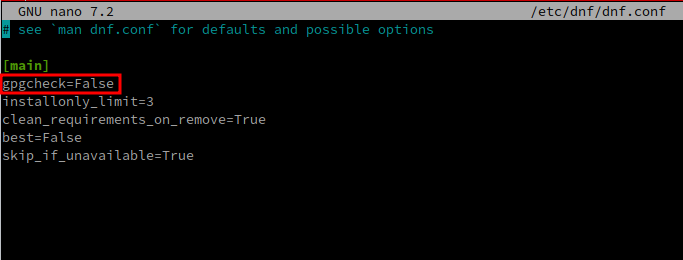 GNU nano 7.2 /etc/dnf/dnf.conf
# see `man dnf.conf` for defaults and possible options
[main]
gpgcheck=False
installonly_limit=3
clean_requirements_on_remove=True
best=False
skip_if_unavailable=True